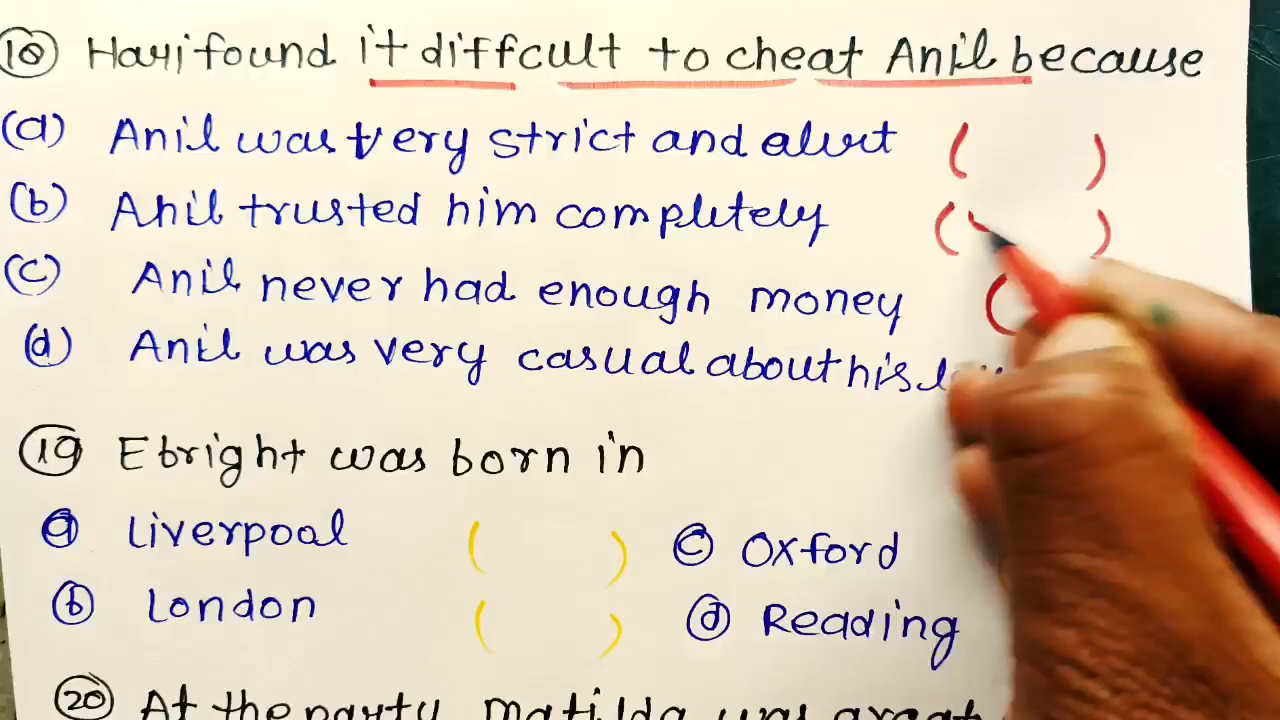 18 Hari found it diffcult to cheat Anil because
(a) Anil was very strict and alert ( )
(b) Anil trusted him completely ( )
(c) Anil never had enough money (
(d) Anil was very casual about his
19 Ebright was born in
a Liverpoal ( ) c Oxford
b London ( ) d Reading
20 At the party, matilda was